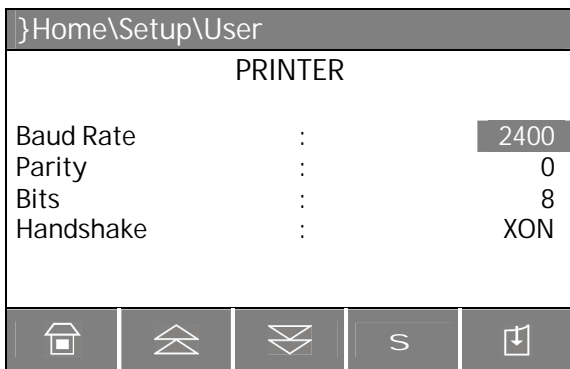 }Home\Setup\User
PRINTER
Baud Rate : 2400
Parity : 0
Bits : 8
Handshake : XON
S